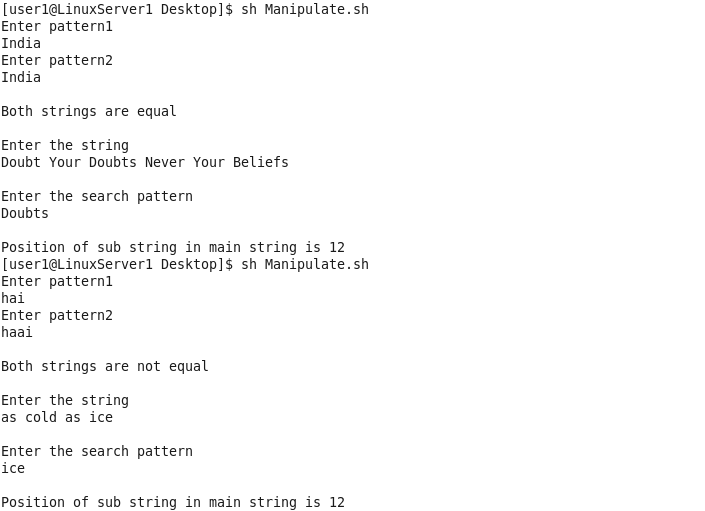 [user1@LinuxServer1 Desktop]$ sh Manipulate.sh
Enter pattern1
India
Enter pattern2
India
Both strings are equal
Enter the string
Doubt Your Doubts Never Your Beliefs
Enter the search pattern
Doubts
Position of sub string in main string is 12
[user1@LinuxServer1 Desktop]$ sh Manipulate.sh
Enter pattern1
hai
Enter pattern2
haai
Both strings are not equal
Enter the string
as cold as ice
Enter the search pattern
ice
Position of sub string in main string is 12